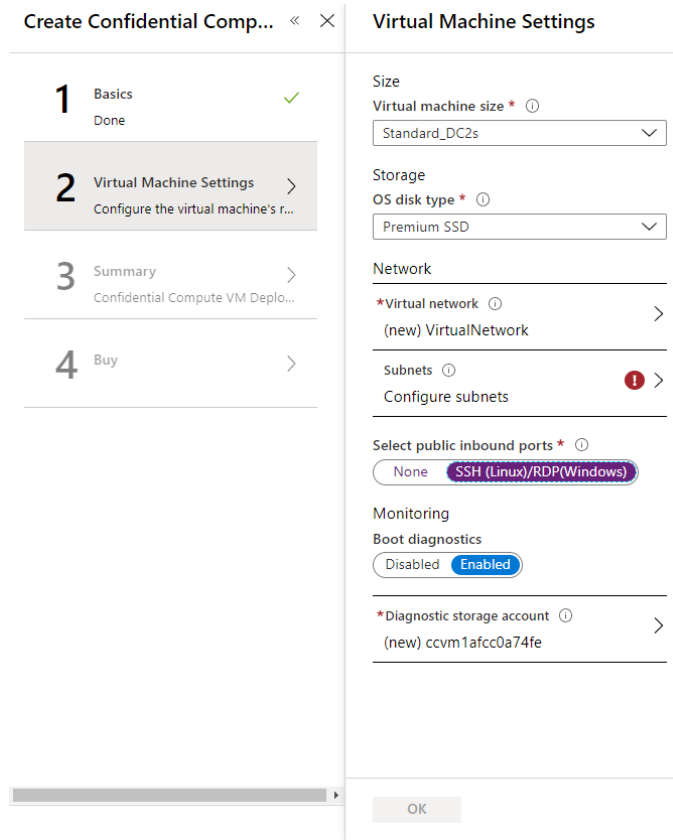 Create Confidential Comp... «
1
Basics
Done
2
Virtual Machine Settings
Configure the virtual machine's r...
3
Summary
Confidential Compute VM Deplo...
4
Buy
Virtual Machine Settings
Size
Virtual machine size *
Standard_DC2s
Storage
OS disk type *
Premium SSD
Network
*Virtual network
(new) VirtualNetwork
Subnets
Configure subnets
Select public inbound ports *
None SSH (Linux)/RDP(Windows)
Monitoring
Boot diagnostics
Disabled Enabled
*Diagnostic storage account
(new) ccvm1afcc0a74fe
OK